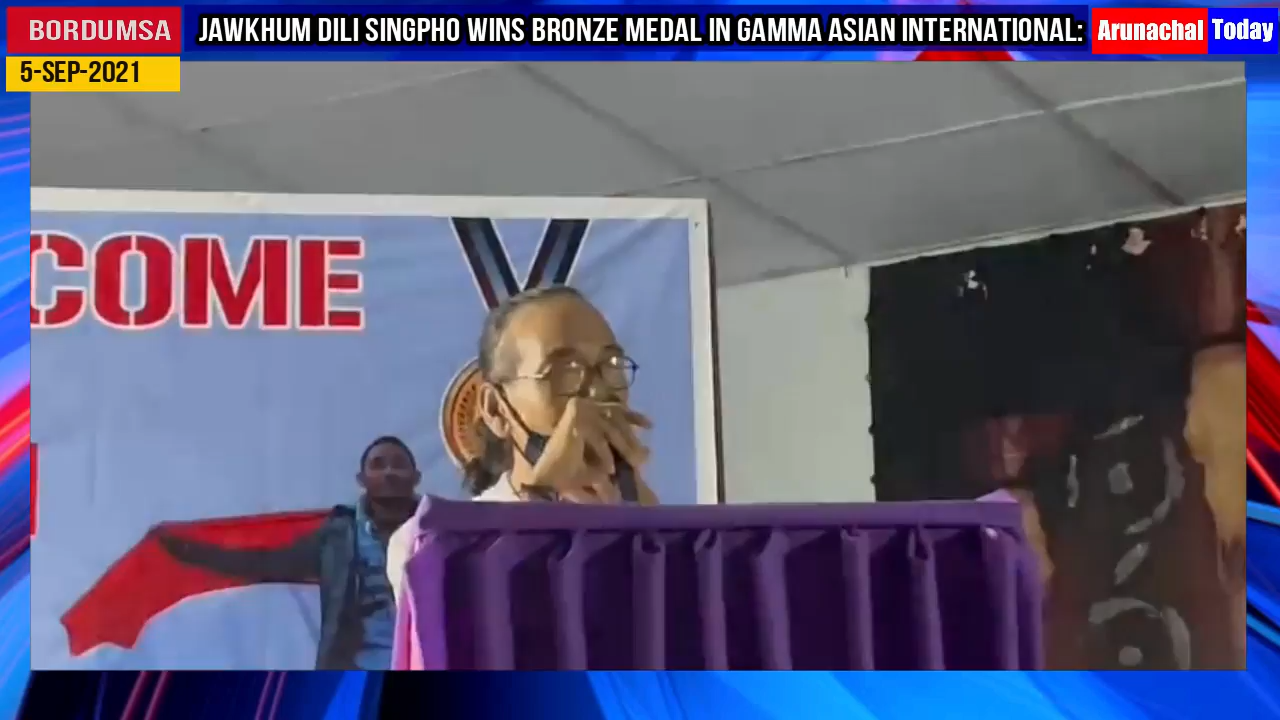 BORDUMSA
JAWKHUM DILI SINGPHO WINS BRONZE MEDAL IN GAMMA ASIAN INTERNATIONAL:
Arunachal Today
5-SEP-2021
COME